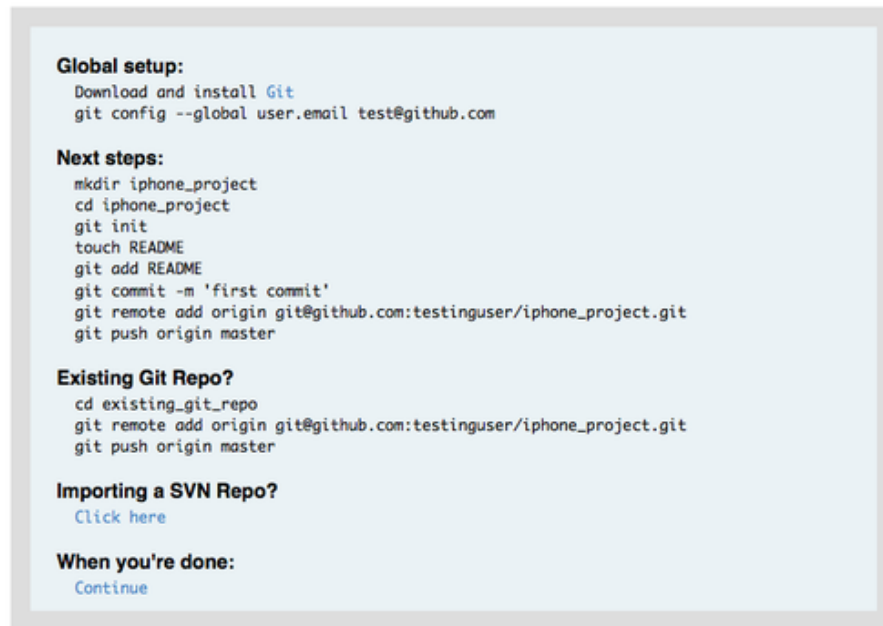 Global setup:
Download and install Git
git config --global user.email test@github.com
Next steps:
mkdir iphone_project
cd iphone_project
git init
touch README
git add README
git commit -m 'first commit'
git remote add origin git@github.com:testinguser/iphone_project.git
git push origin master
Existing Git Repo?
cd existing_git_repo
git remote add origin git@github.com:testinguser/iphone_project.git
git push origin master
Importing a SVN Repo?
Click here
When you're done:
Continue